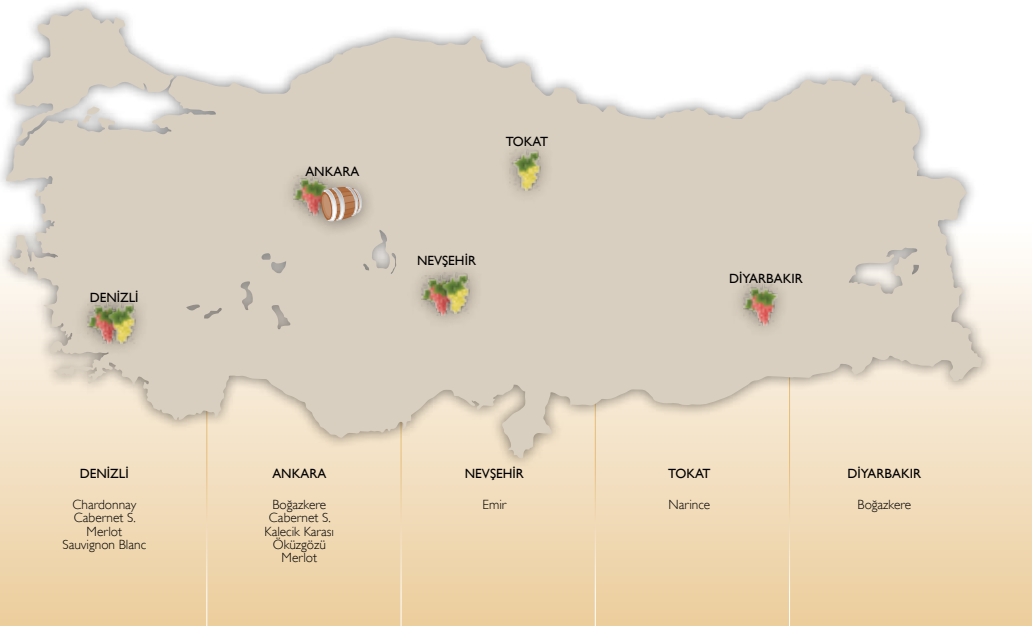 TOKAT
ANKARA
NEVŞEHİR
DİYARBAKIR
DENİZLİ
DENİZLİ
Chardonnay
Cabernet S.
Merlot
Sauvignon Blanc
ANKARA
Boğazkere
Cabernet S.
Kalecik Karası
Öküzgözü
Merlot
NEVŞEHİR
Emir
TOKAT
Narince
DİYARBAKIR
Boğazkere